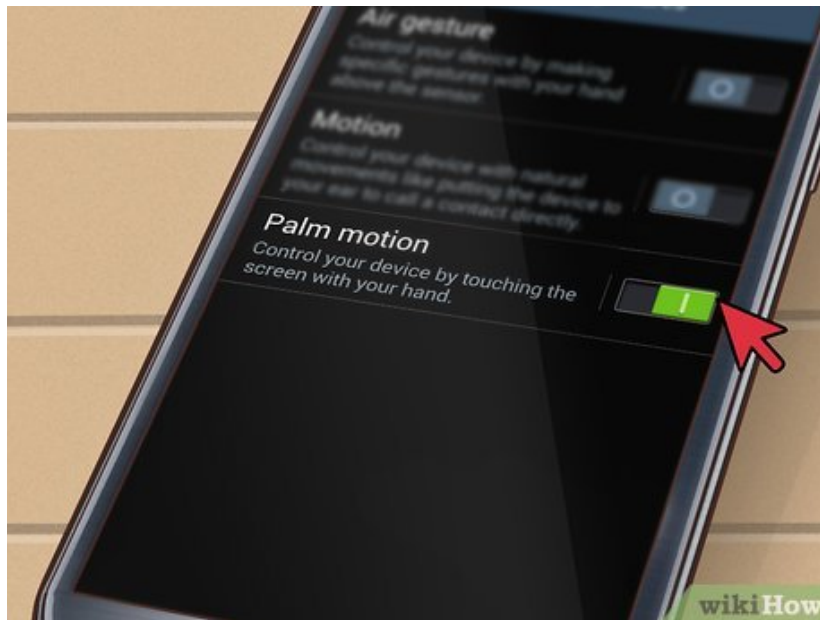 Air gesture
Control your device by making
specific gestures with your hand
above the sensor.
Motion
Control your device with natural
movements like putting the device to
your ear to call a contact directly.
Palm motion
Control your device by touching the
screen with your hand.
wikiHow